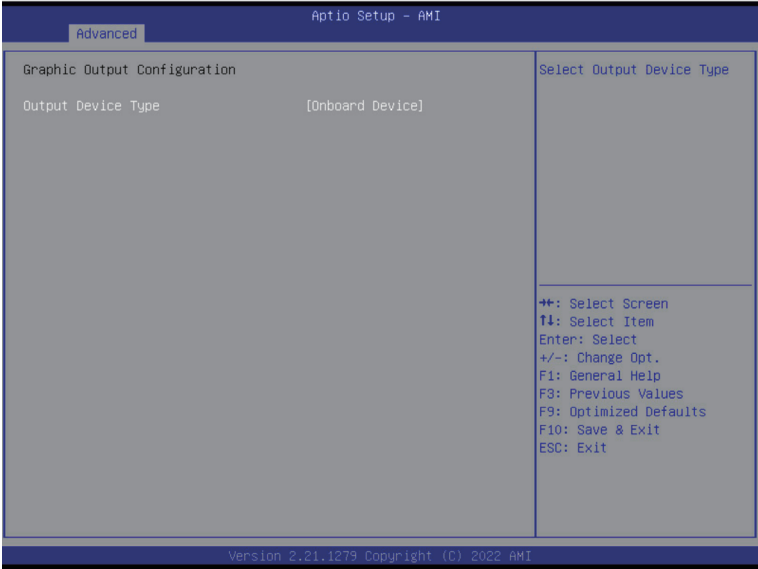 Aptio Setup - AMI
Advanced
Graphic Output Configuration
Output Device Type [Onboard Device]
Select Output Device Type
→←: Select Screen
↑↓: Select Item
Enter: Select
+/-: Change Opt.
F1: General Help
F3: Previous Values
F9: Optimized Defaults
F10: Save & Exit
ESC: Exit
Version 2.21.1279 Copyright (C) 2022 AMI